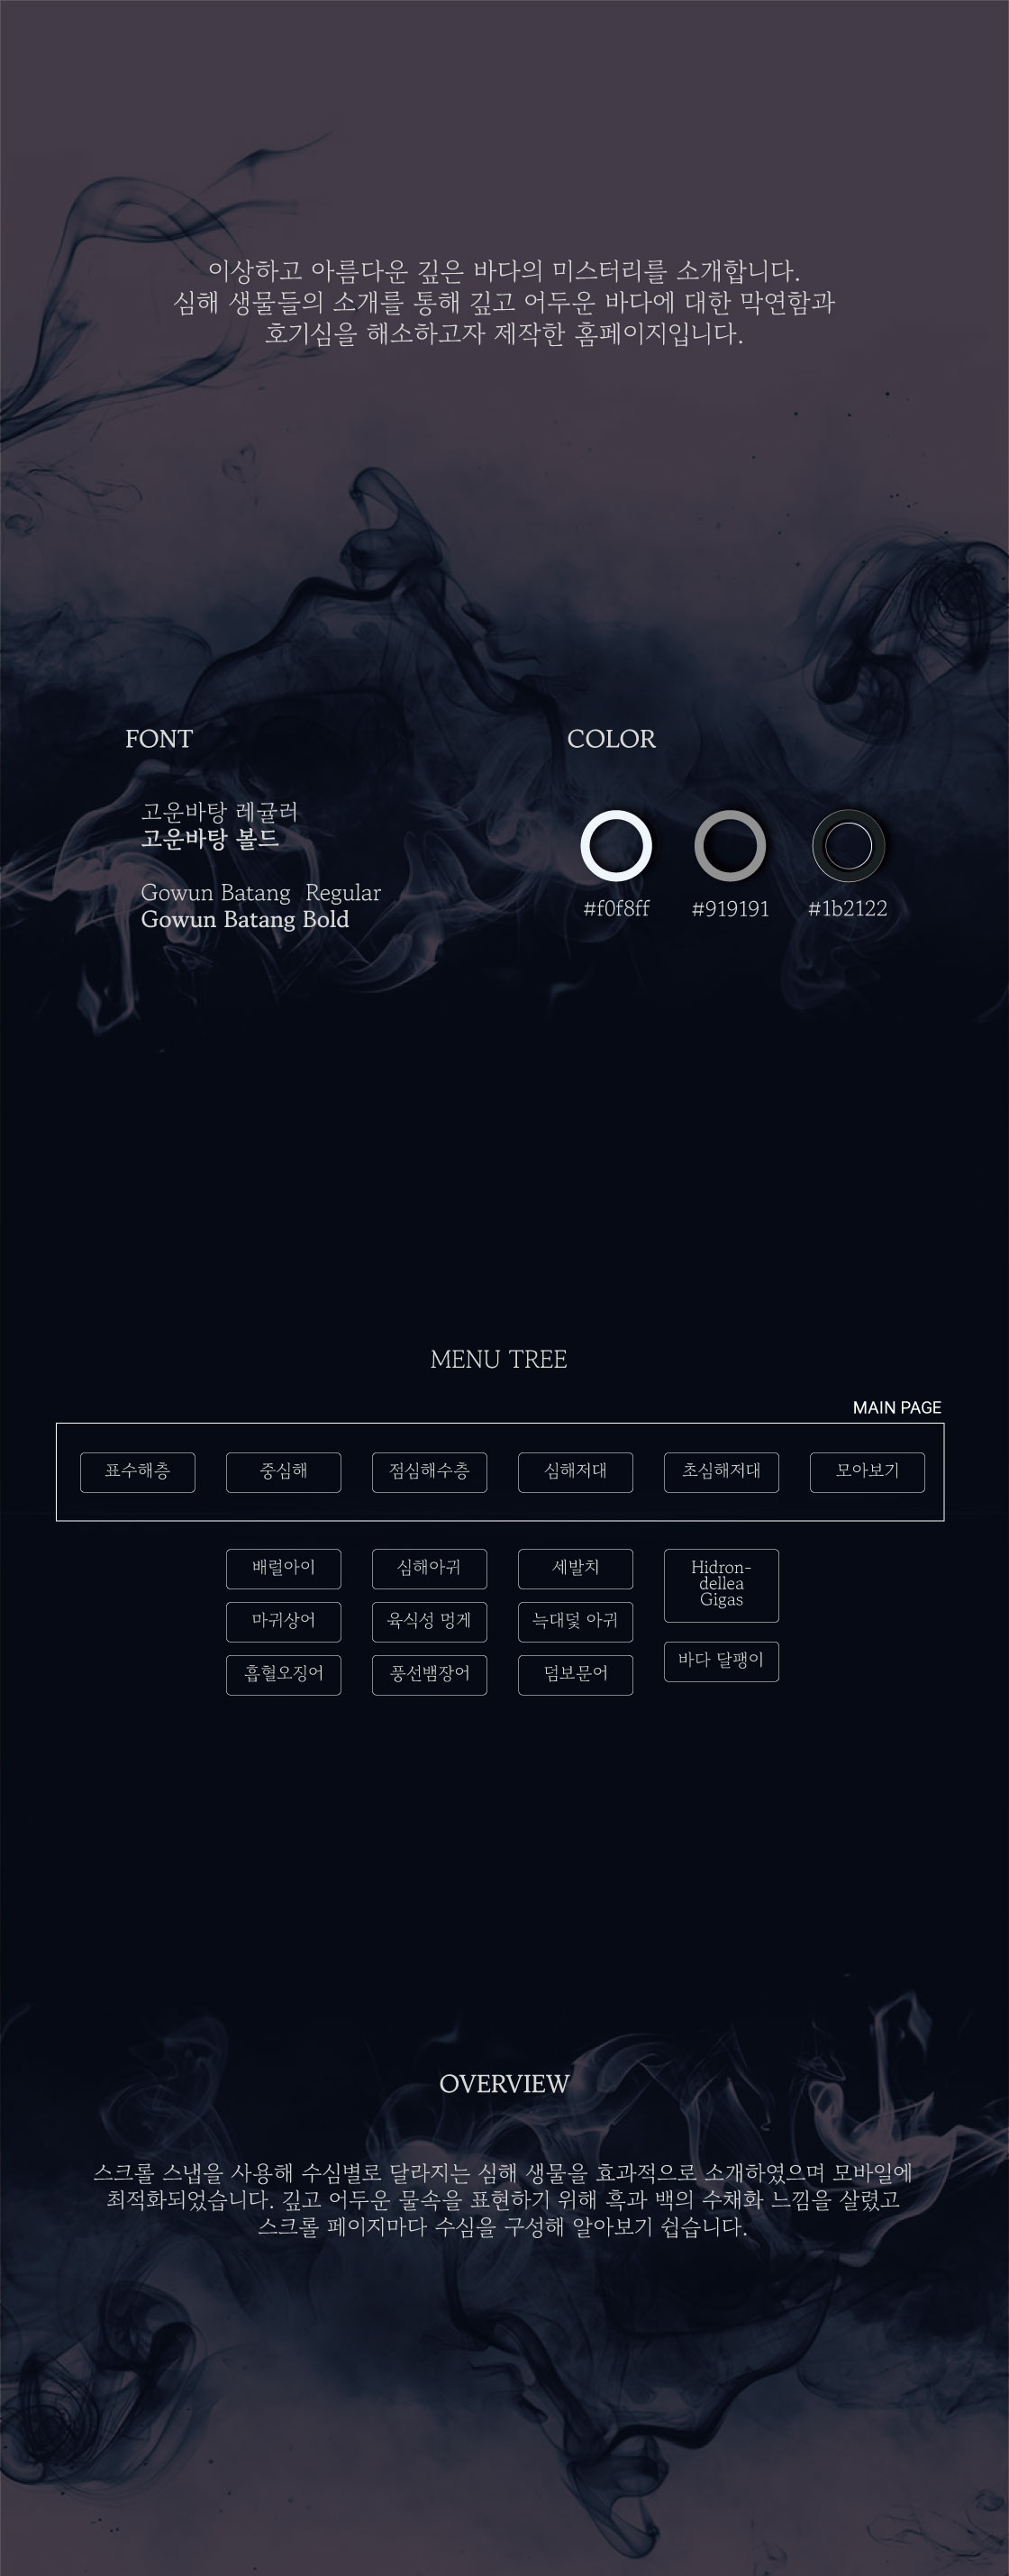 이상하고 아름다운 깊은 바다의 미스터리를 소개합니다.
심해 생물들의 소개를 통해 깊고 어두운 바다에 대한 막연함과
호기심을 해소하고자 제작한 홈페이지입니다.
FONT
고운바탕 레귤러
고운바탕 볼드
Gowun Batang Regular
Gowun Batang Bold
COLOR
#f0f8ff
#919191
#1b2122
MENU TREE
MAIN PAGE
표수해층
중심해
점심해수층
심해저대
초심해저대
모아보기
배럴아이
마귀상어
흡혈오징어
심해아귀
육식성 멍게
풍선뱀장어
세발치
늑대덫 아귀
덤보문어
Hidron-
dellea
Gigas
바다 달팽이
OVERVIEW
스크롤 스냅을 사용해 수심별로 달라지는 심해 생물을 효과적으로 소개하였으며 모바일에
최적화되었습니다. 깊고 어두운 물속을 표현하기 위해 흑과 백의 수채화 느낌을 살렸고
스크롤 페이지마다 수심을 구성해 알아보기 쉽습니다.